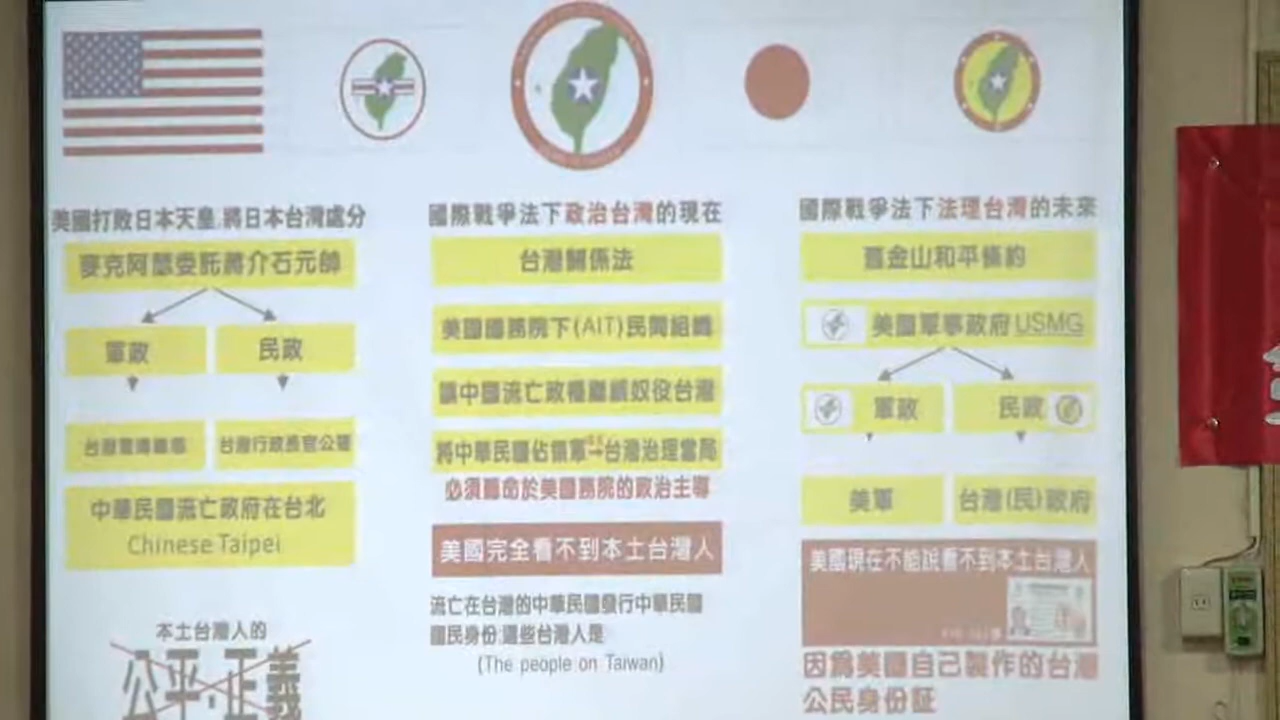 美國打敗日本天皇.將日本台灣處分
麥克阿瑟委託蔣介石元帥
軍政
民政
台灣行政長官公署
中華民國流亡政府在台北
Chinese Taipei
本土台灣人的
公平.正義
國際戰爭法下政治台灣的現在
台灣關係法
美國國務院下(AIT)民間組織
讓中國流亡政權繼續奴役台灣
將中華民國佔領軍→台灣治理當局
必須聽命於美國務院的政治主導
美國完全看不到本土台灣人
流亡在台灣的中華民國發行中華民國
國民身份,這些台灣人是
(The people on Taiwan)
國際戰爭法下法理台灣的未來
舊金山和平條約
美國軍事政府USMG
軍政
民政
美軍
台灣(民)政府
美國現在不能說看不到本土台灣人
因為美國自己製作的台灣
公民身份証